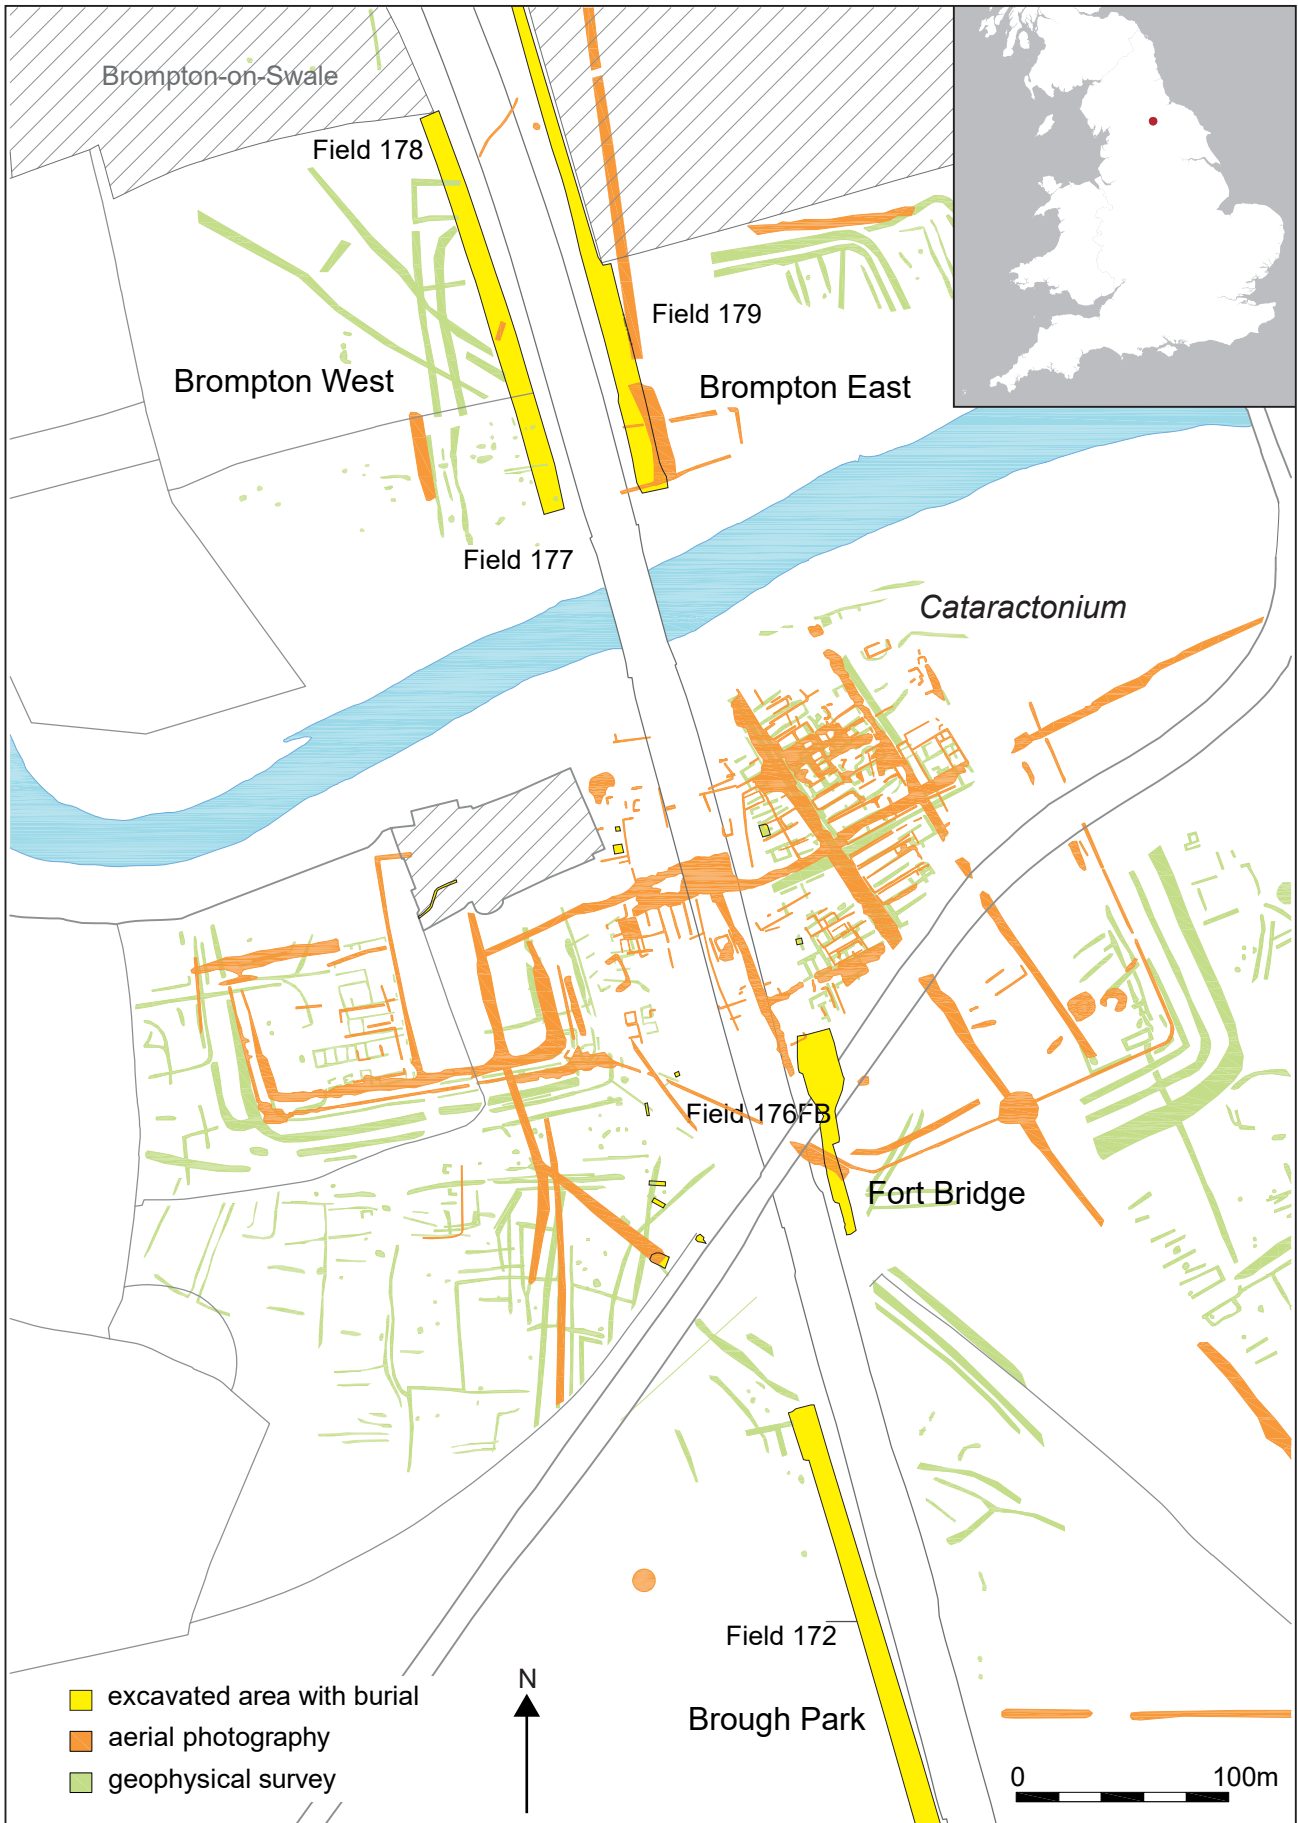 Brompton-on-Swale
Field 178
Field 179
Brompton West
Brompton East
Field 177
Cataractonium
Field 176FB
Fort Bridge
Field 172
N
excavated area with burial
Brough Park
aerial photography
geophysical survey
0 100m